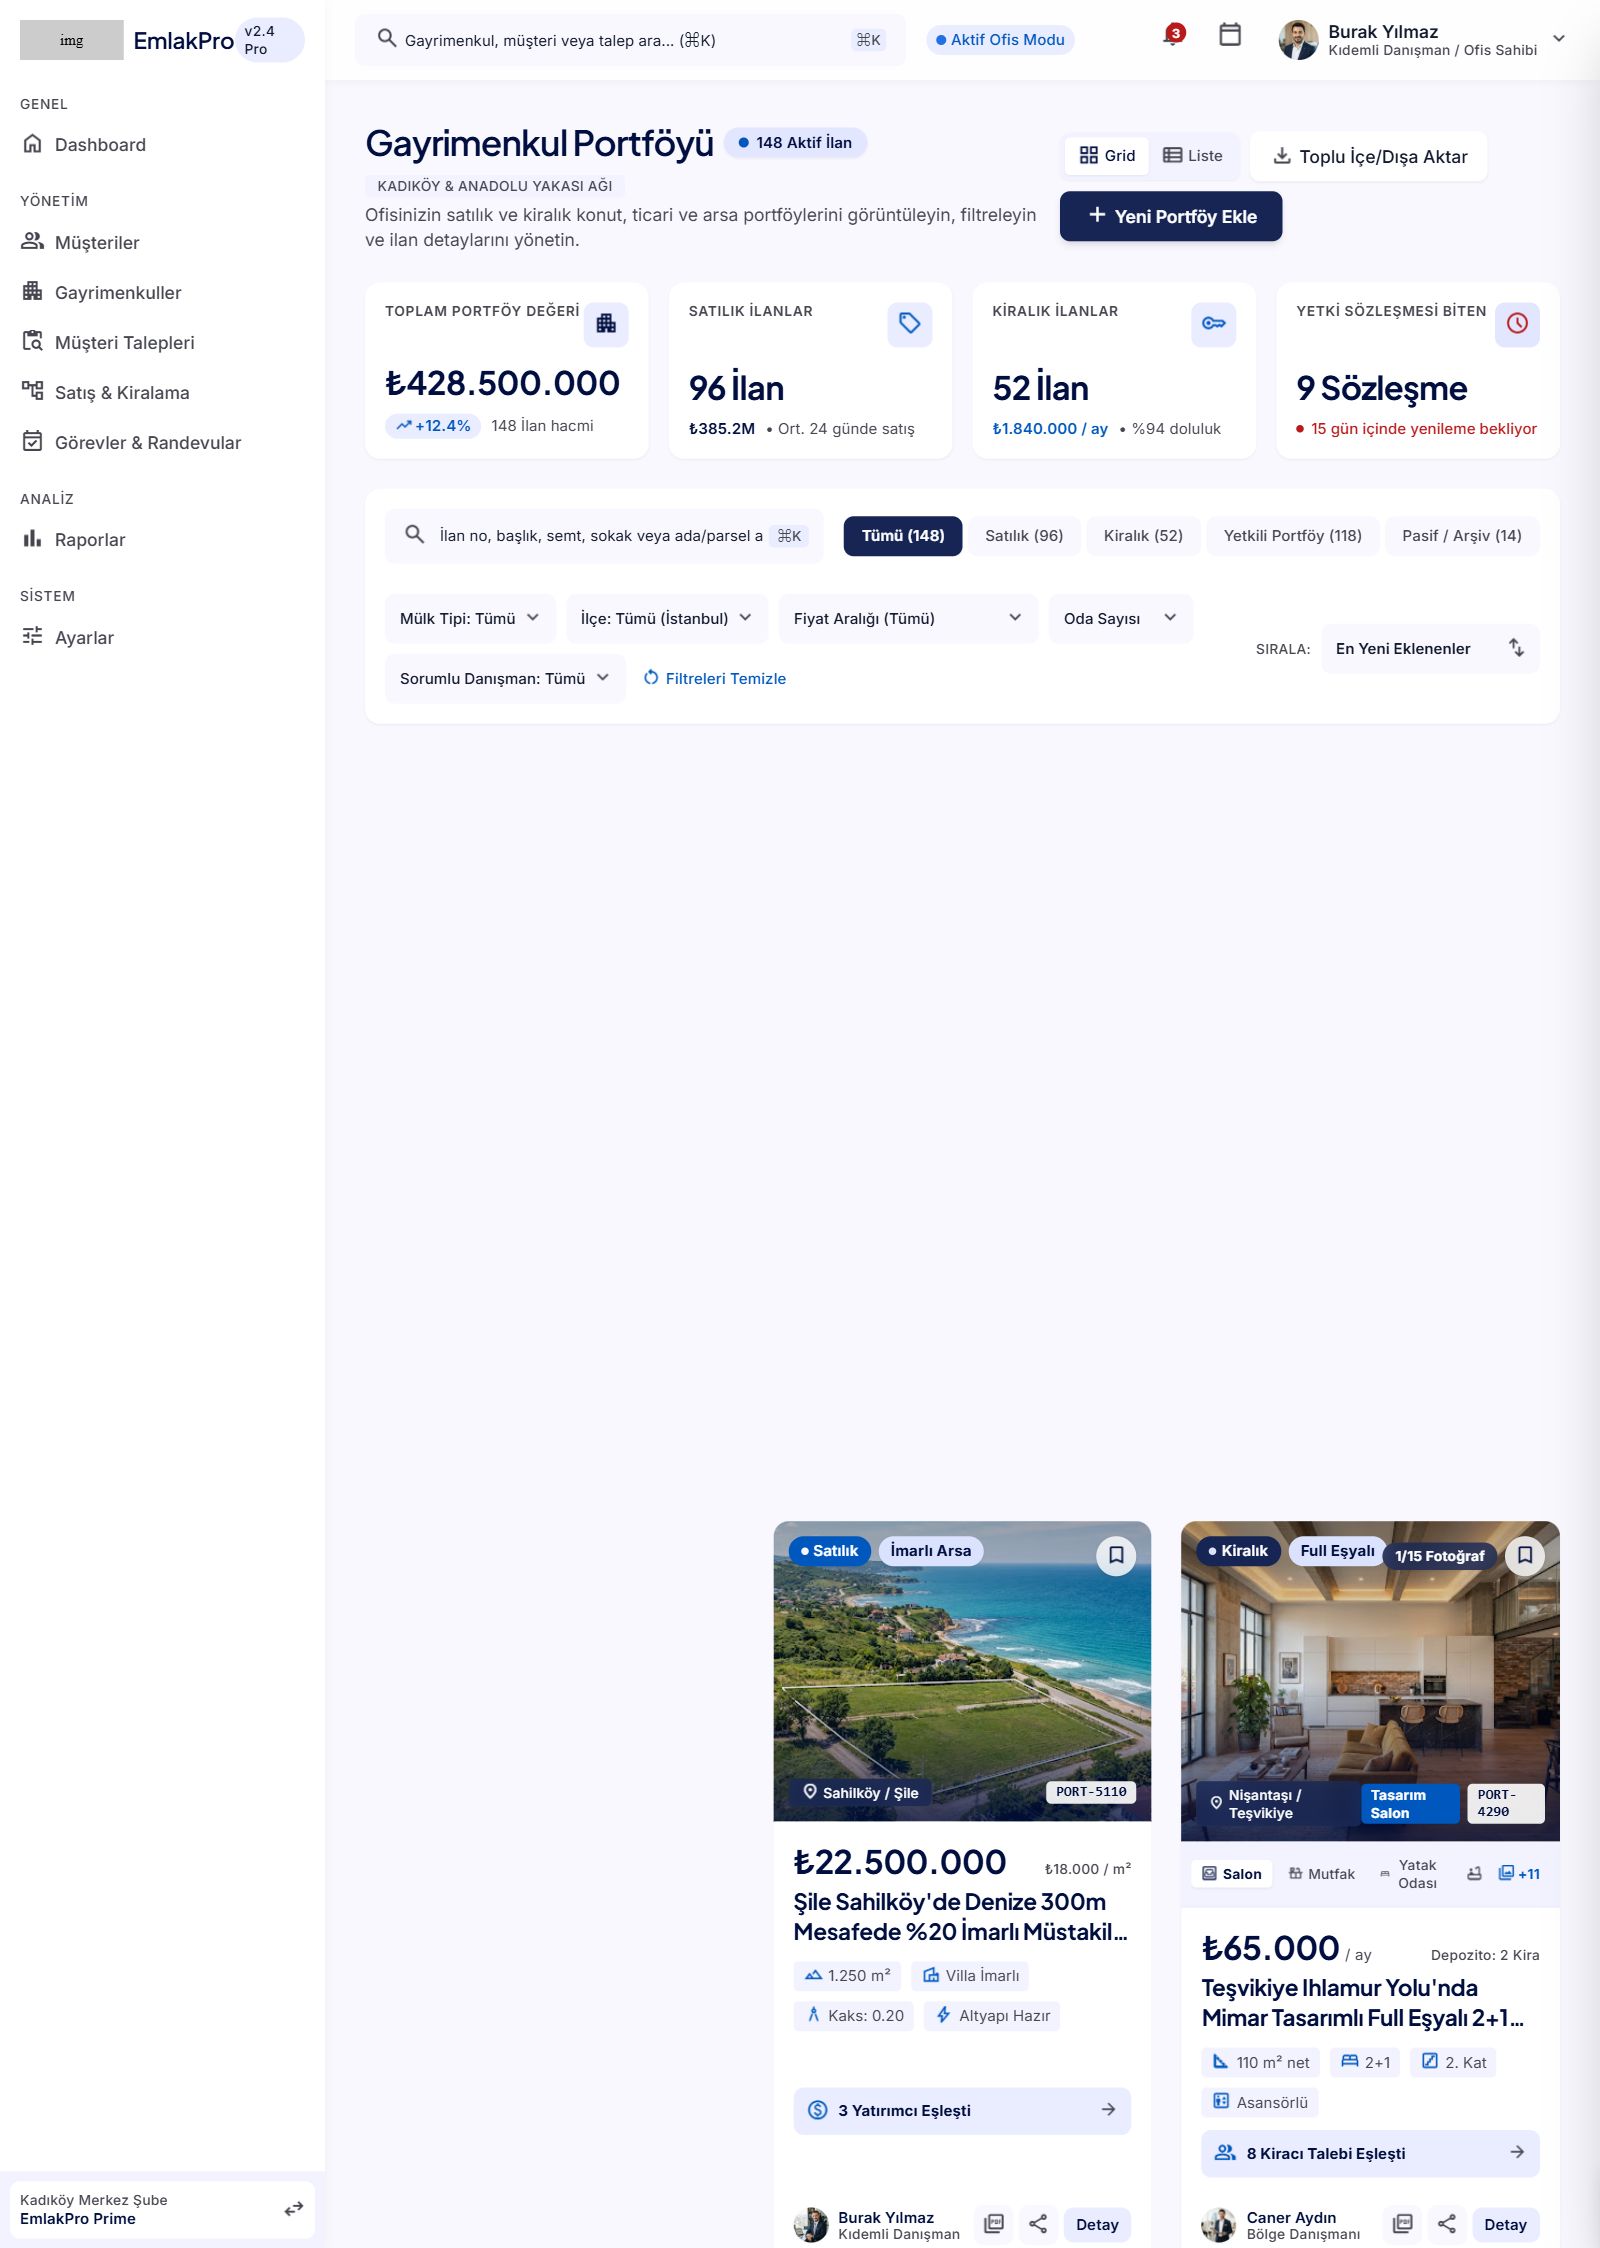 img
EmlakPro
v2.4
Pro
GENEL
Dashboard
YÖNETİM
Müşteriler
Gayrimenkuller
Müşteri Talepleri
Satış & Kiralama
Görevler & Randevular
ANALİZ
Raporlar
SİSTEM
Ayarlar
Kadıköy Merkez Şube
EmlakPro Prime
Gayrimenkul, müşteri veya talep ara... (⌘K)
⌘K
Aktif Ofis Modu
3
Burak Yılmaz
Kıdemli Danışman / Ofis Sahibi
Gayrimenkul Portföyü
148 Aktif İlan
KADIKÖY & ANADOLU YAKASI AĞI
Ofisinizin satılık ve kiralık konut, ticari ve arsa portföylerini görüntüleyin, filtreleyin
ve ilan detaylarını yönetin.
Grid
Liste
Toplu İçe/Dışa Aktar
Yeni Portföy Ekle
TOPLAM PORTFÖY DEĞERİ
₺428.500.000
+12.4%
148 İlan hacmi
SATILIK İLANLAR
96 İlan
₺385.2M
• Ort. 24 günde satış
KİRALIK İLANLAR
52 İlan
₺1.840.000 / ay
• %94 doluluk
YETKİ SÖZLEŞMESİ BİTEN
9 Sözleşme
15 gün içinde yenileme bekliyor
İlan no, başlık, semt, sokak veya ada/parsel a
⌘K
Tümü (148)
Satılık (96)
Kiralık (52)
Yetkili Portföy (118)
Pasif / Arşiv (14)
Mülk Tipi: Tümü
İlçe: Tümü (İstanbul)
Fiyat Aralığı (Tümü)
Oda Sayısı
Sorumlu Danışman: Tümü
Filtreleri Temizle
SIRALA:
En Yeni Eklenenler
Satılık
İmarlı Arsa
Sahilköy / Şile
PORT-5110
₺22.500.000
₺18.000 / m²
Şile Sahilköy'de Denize 300m
Mesafede %20 İmarlı Müstakil...
1.250 m²
Villa İmarlı
Kaks: 0.20
Altyapı Hazır
3 Yatırımcı Eşleşti
Burak Yılmaz
Kıdemli Danışman
PDF
Detay
Kiralık
Full Eşyalı
1/15 Fotoğraf
Nişantaşı /
Teşvikiye
Tasarım
Salon
PORT-
4290
Salon
Mutfak
Yatak
Odası
+11
₺65.000 / ay
Depozito: 2 Kira
Teşvikiye Ihlamur Yolu'nda
Mimar Tasarımlı Full Eşyalı 2+1...
110 m² net
2+1
2. Kat
Asansörlü
8 Kiracı Talebi Eşleşti
Caner Aydın
Bölge Danışmanı
PDF
Detay